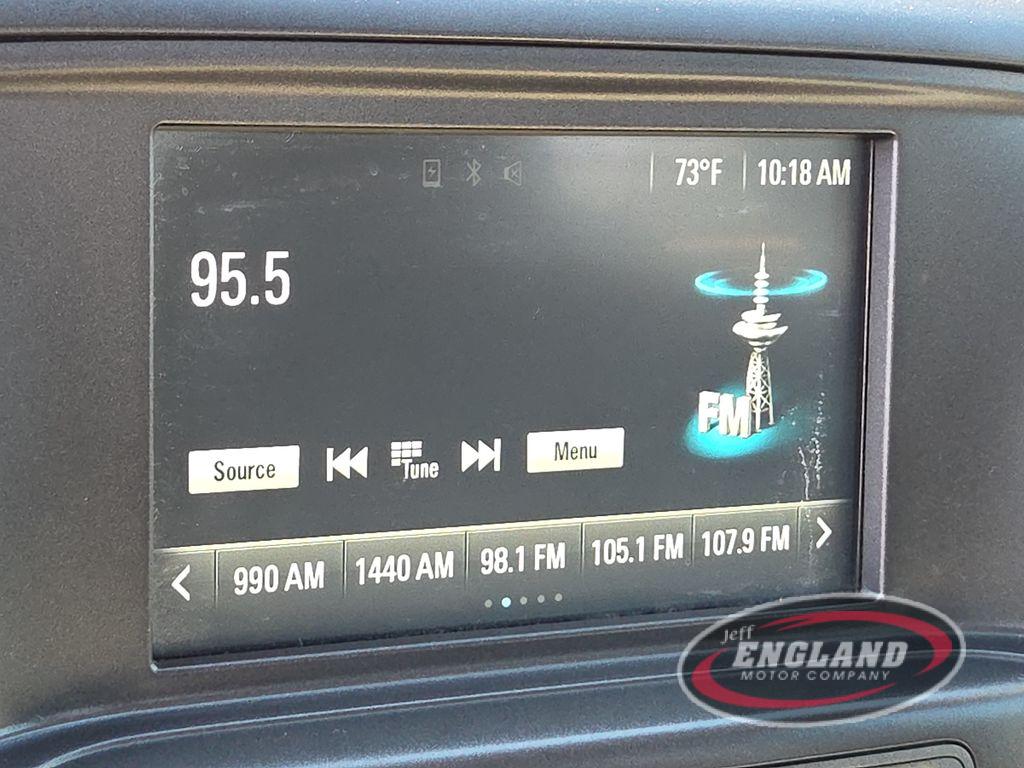 73°F 10:18 AM
95.5
FM
Source Tune Menu
990 AM 1440 AM 98.1 FM 105.1 FM 107.9 FM
Jeff
ENGLAND
MOTOR COMPANY